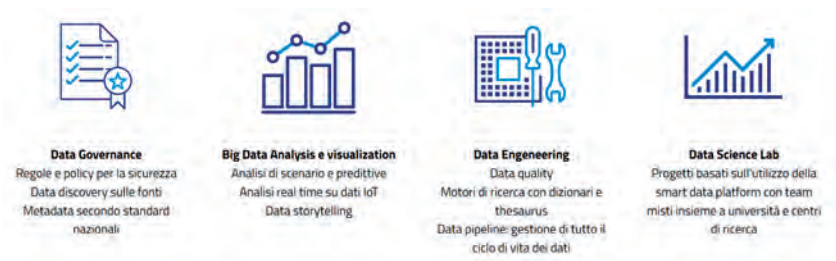 Data Governance
Regole e policy per la sicurezza
Data discovery sulle fonti
Metadata secondo standard
nazionali
Big Data Analysis e visualization
Analisi di scenario e predittive
Analisi real time su dati IoT
Data storytelling
Data Engeneering
Data quality
Motori di ricerca con dizionari e
thesaurus
Data pipeline: gestione di tutto il
ciclo di vita dei dati
Data Science Lab
Progetti basati sull'utilizzo della
smart data platform con team
misti insieme a università e centri
di ricerca